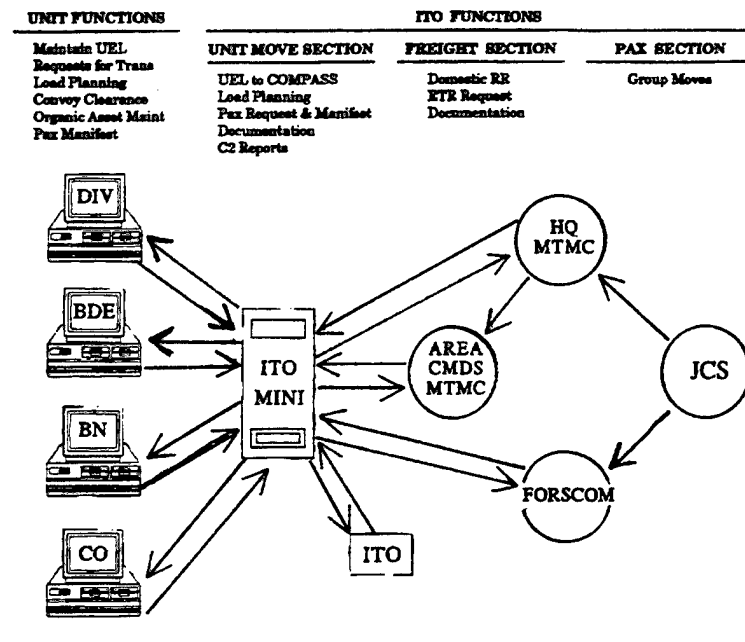 UNIT FUNCTIONS
Maintain UEL
Requests for Trans
Load Planning
Convoy Clearance
Organic Asset Maint
Pax Manifest
ITO FUNCTIONS
UNIT MOVE SECTION
UEL to COMPASS
Load Planning
Pax Request & Manifest
Documentation
C2 Reports
FREIGHT SECTION
Domestic RR
ETR Request
Documentation
PAX SECTION
Group Moves
DIV
BDE
BN
CO
ITO
MINI
ITO
HQ
MTMC
AREA
CMDS
MTMC
FORSCOM
JCS